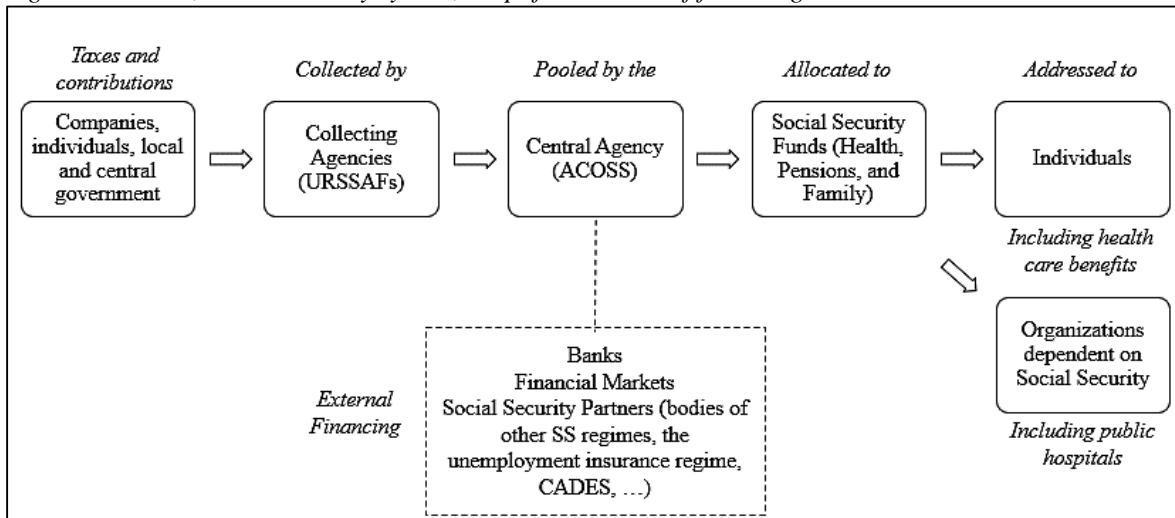 Taxes and
contributions
Collected by
Pooled by the
Allocated to
Addressed to
Companies,
individuals, local
and central
government
Collecting
Agencies
(URSSAFs)
Central Agency
(ACOSS)
Social Security
Funds (Health,
Pensions, and
Family)
Individuals
Including health
care benefits
Organizations
dependent on
Social Security
Including public
hospitals
External
Financing
Banks
Financial Markets
Social Security Partners (bodies of
other SS regimes, the
unemployment insurance regime,
CADES, …)